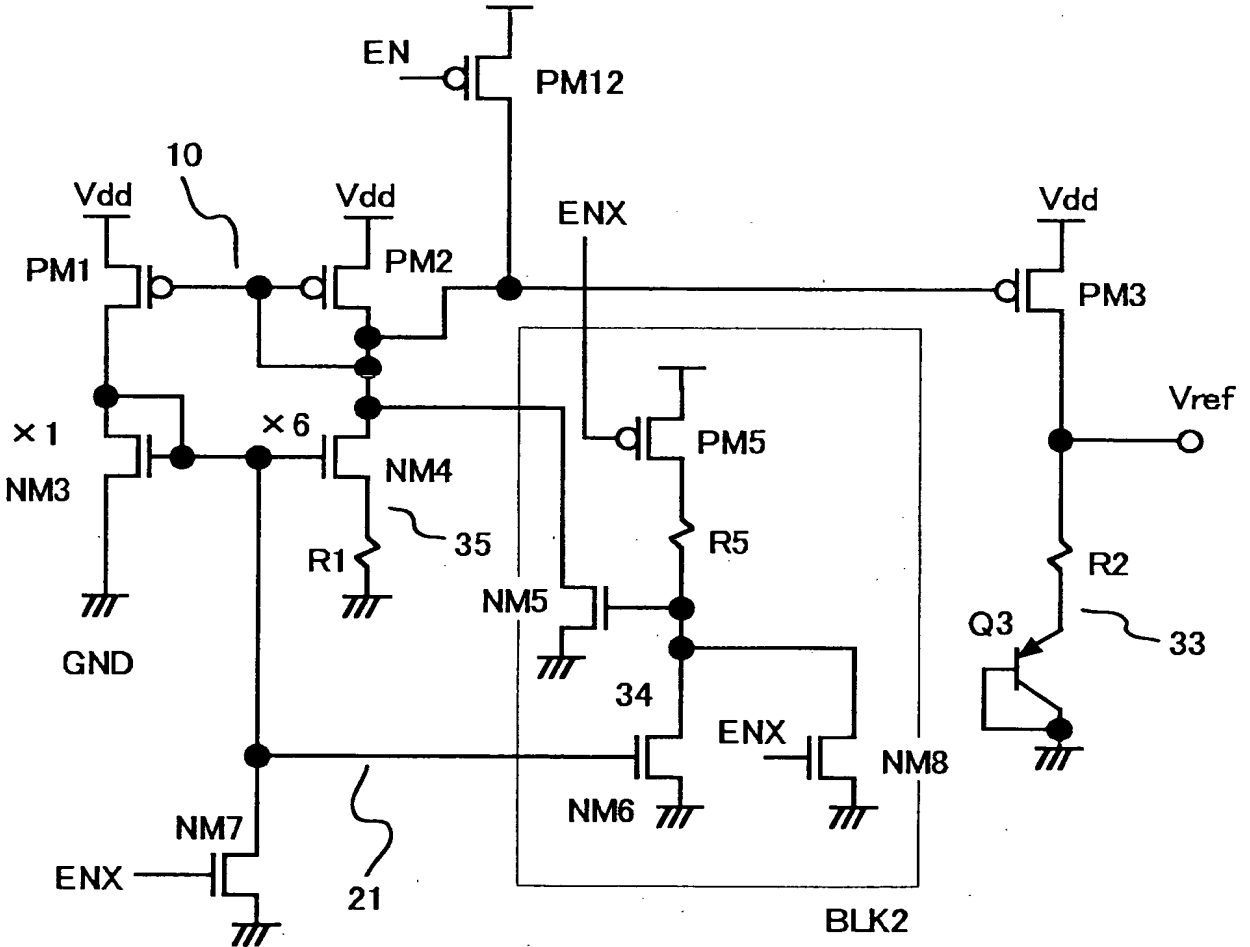 EN
PM12
10
Vdd
Vdd
ENX
Vdd
PM1
PM2
PM3
Vref
×1
×6
PM5
NM3
NM4
35
R5
R1
R2
NM5
Q3
33
GND
34
ENX
NM8
NM6
NM7
ENX
21
BLK2